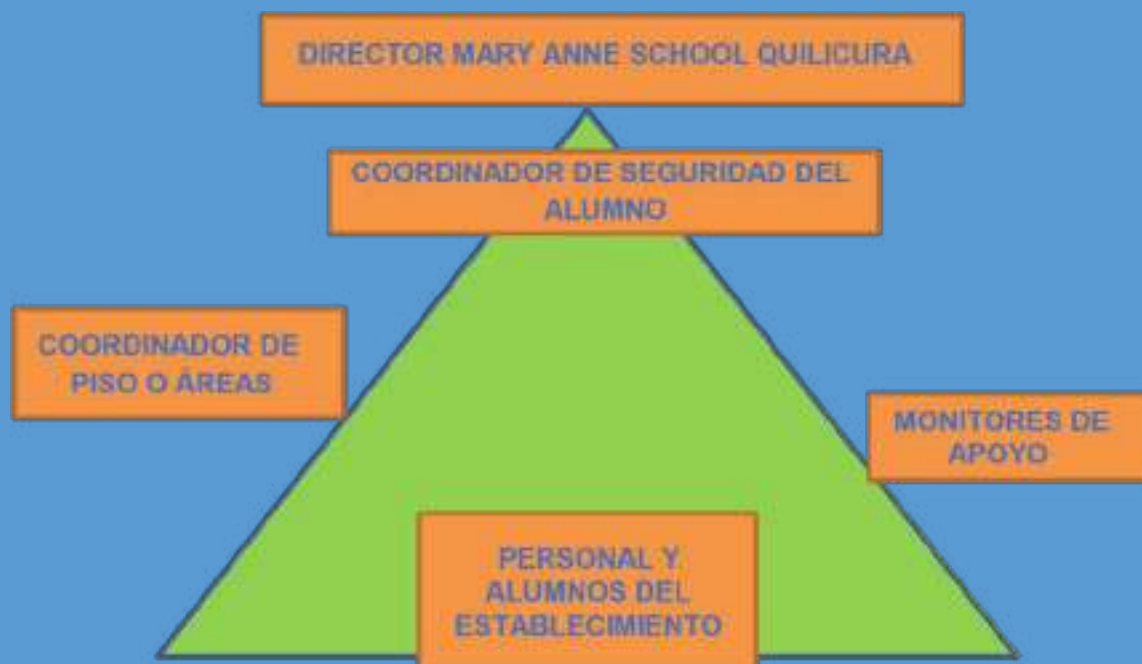 DIRECTOR MARY ANNE SCHOOL QUILICURA
COORDINADOR DE SEGURIDAD DEL
ALUMNO
COORDINADOR DE
PISO O ÁREAS
MONITORES DE
APOYO
PERSONAL Y
ALUMNOS DEL
ESTABLECIMIENTO